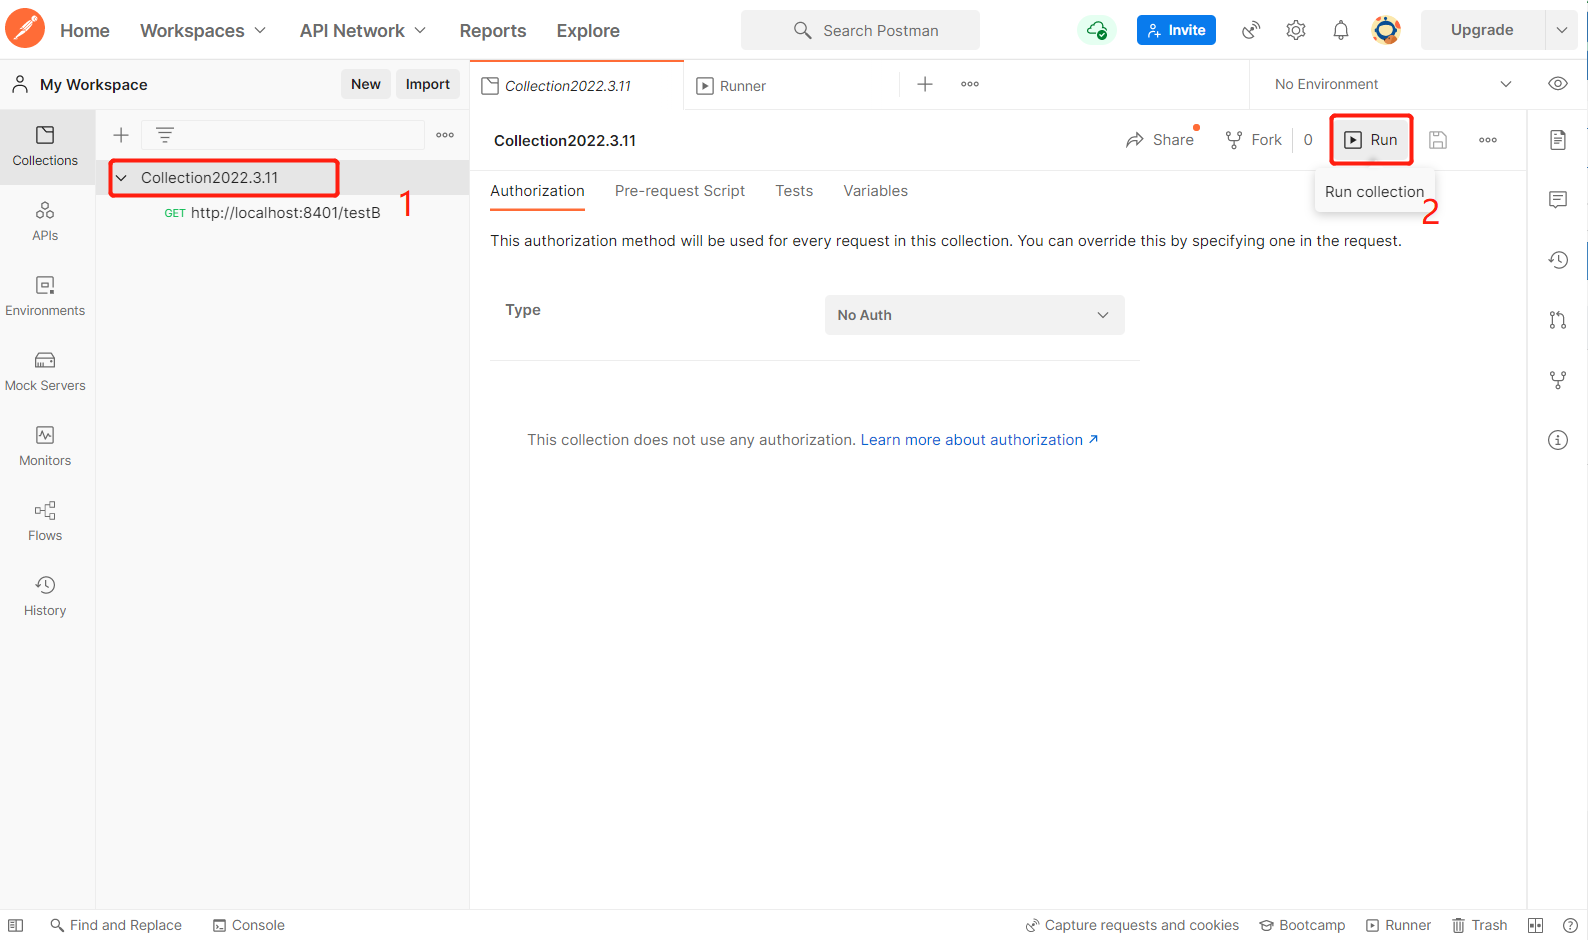 Home Workspaces API Network Reports Explore Search Postman Invite Upgrade
My Workspace New Import Collection2022.3.11 Runner No Environment
Collections
Collection2022.3.11
GET http://localhost:8401/testB
1
APIs
Environments
Mock Servers
Monitors
Flows
History
Collection2022.3.11 Share Fork 0 Run
Run collection
2
Authorization Pre-request Script Tests Variables
This authorization method will be used for every request in this collection. You can override this by specifying one in the request.
Type No Auth
This collection does not use any authorization. Learn more about authorization
Find and Replace Console Capture requests and cookies Bootcamp Runner Trash